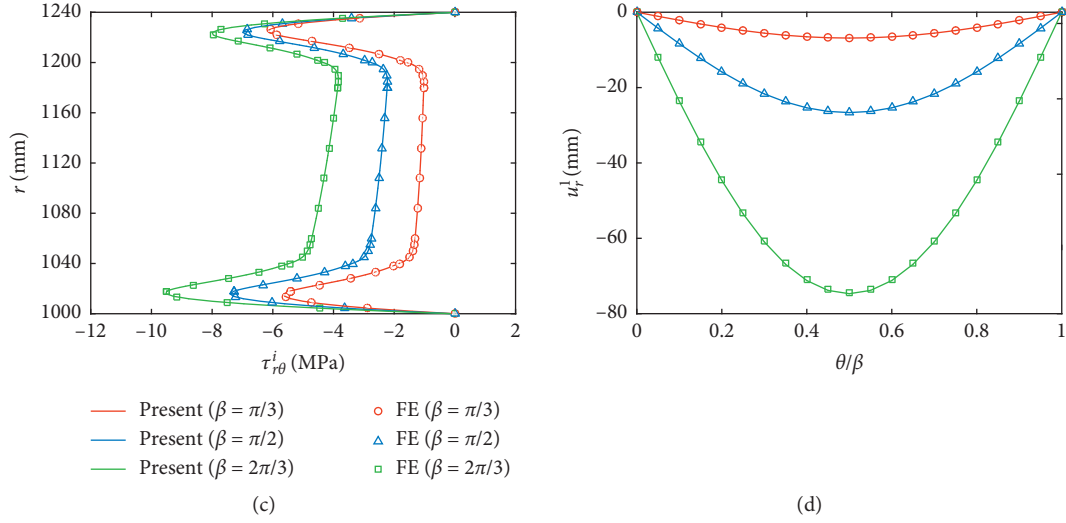 1240
1200
1160
1120
1080
1040
1000
r (mm)
−12 −10 −8 −6 −4 −2 0 2
τ^i_{rθ} (MPa)
0
−20
−40
−60
−80
u^1_r (mm)
0 0.2 0.4 0.6 0.8 1
θ/β
Present (β = π/3)
Present (β = π/2)
Present (β = 2π/3)
FE (β = π/3)
FE (β = π/2)
FE (β = 2π/3)
(c)
(d)